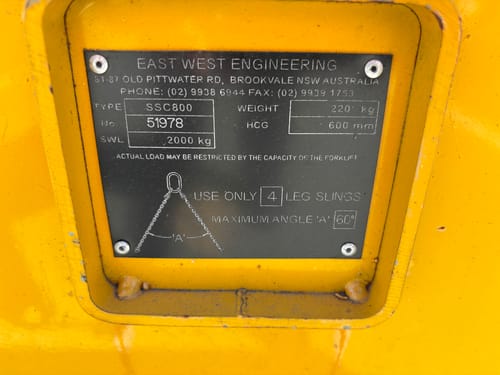 EAST WEST ENGINEERING
OLD PITTWATER RD, BROOKVALE NSW AUSTRALIA
PHONE: (02) 9938 6944 FAX: (02) 9939 1753
TYPE SSC800 WEIGHT 220 kg
No. 51978 HCG 600 mm
SWL 2000 kg
ACTUAL LOAD MAY BE RESTRICTED BY THE CAPACITY OF THE FORKLIFT
USE ONLY 4 LEG SLINGS
MAXIMUM ANGLE 'A' 60°
'A'